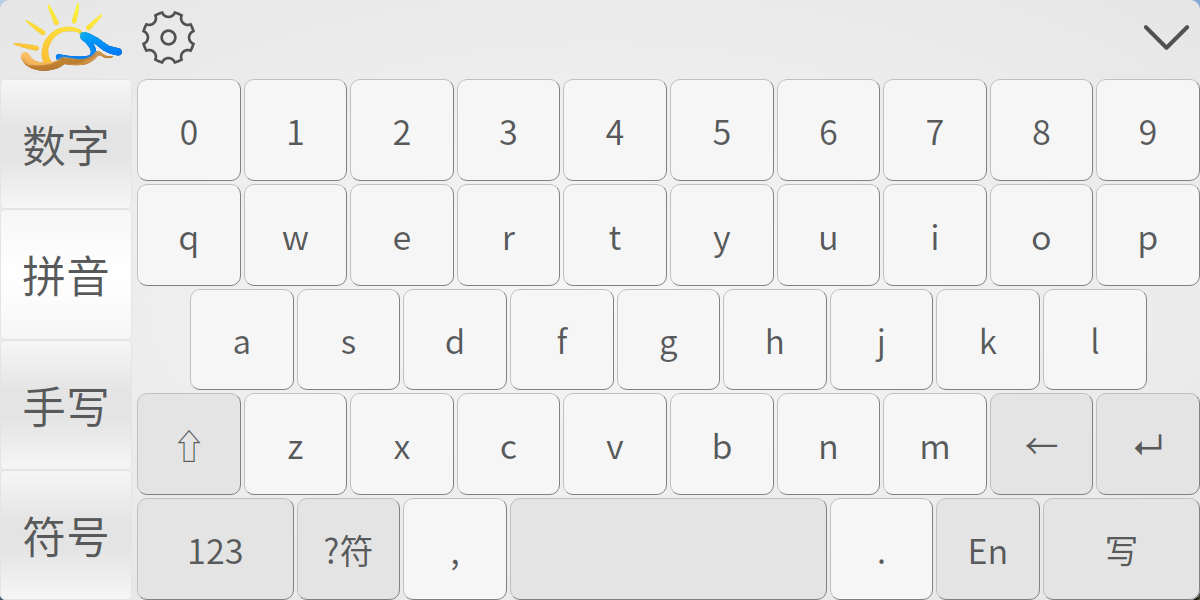 数字
拼音
手写
符号
0 1 2 3 4 5 6 7 8 9
q w e r t y u i o p
a s d f g h j k l
⇧ z x c v b n m ← ↵
123 ?符 , . En 写